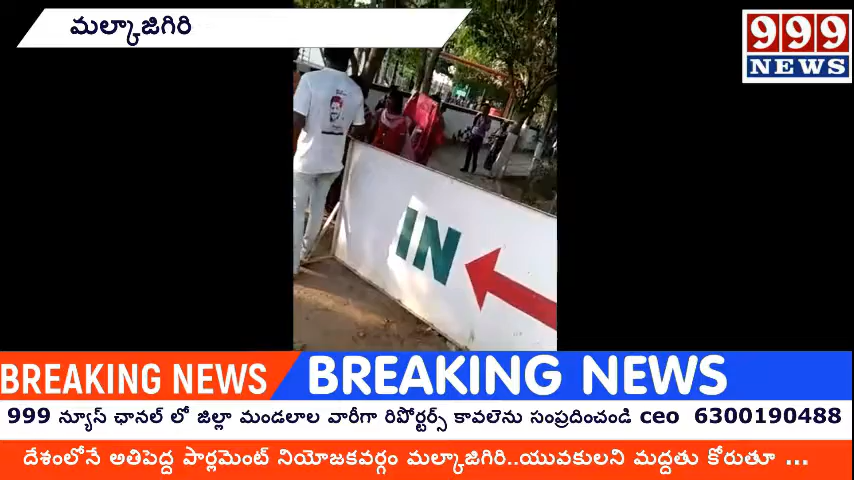 మల్కాజిగిరి
999
NEWS
IN
BREAKING NEWS
BREAKING NEWS
999 న్యూస్ ఛానల్ లో జిల్లా మండలాల వారీగా రిపోర్టర్స్ కావలెను సంప్రదించండి ceo 6300190488
దేశంలోనే అతిపెద్ద పార్లమెంట్ నియోజకవర్గం మల్కాజిగిరి..యువకులని మద్దతు కోరుతూ ...